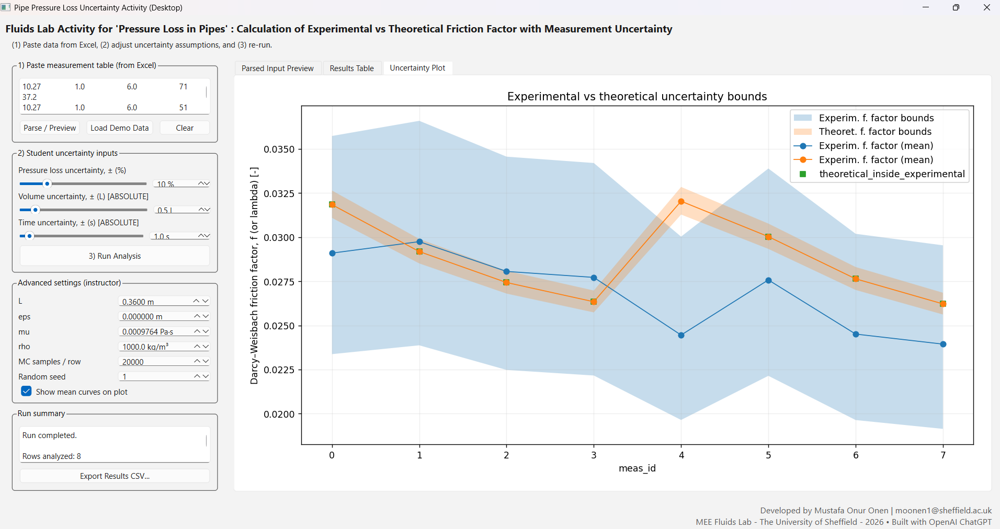 Pipe Pressure Loss Uncertainty Activity (Desktop)
Fluids Lab Activity for 'Pressure Loss in Pipes' : Calculation of Experimental vs Theoretical Friction Factor with Measurement Uncertainty
(1) Paste data from Excel, (2) adjust uncertainty assumptions, and (3) re-run.
1) Paste measurement table (from Excel)
10.27 1.0 6.0 71
37.2
10.27 1.0 6.0 51
Parse / Preview Load Demo Data Clear
2) Student uncertainty inputs
Pressure loss uncertainty, ± (%)
10 %
Volume uncertainty, ± (L) [ABSOLUTE]
0.5 l
Time uncertainty, ± (s) [ABSOLUTE]
1.0 s
3) Run Analysis
Advanced settings (instructor)
L 0.3600 m
eps 0.000000 m
mu 0.0009764 Pa·s
rho 1000.0 kg/m³
MC samples / row 20000
Random seed 1
Show mean curves on plot
Run summary
Run completed.
Rows analyzed: 8
Export Results CSV...
Parsed Input Preview Results Table Uncertainty Plot
Experimental vs theoretical uncertainty bounds
Experim. f. factor bounds
Theoret. f. factor bounds
Experim. f. factor (mean)
Experim. f. factor (mean)
theoretical_inside_experimental
Darcy–Weisbach friction factor, f (or lambda) [-]
0.0350
0.0325
0.0300
0.0275
0.0250
0.0225
0.0200
0 1 2 3 4 5 6 7
meas_id
Developed by Mustafa Onur Onen | moonen1@sheffield.ac.uk
MEE Fluids Lab - The University of Sheffield - 2026 • Built with OpenAI ChatGPT